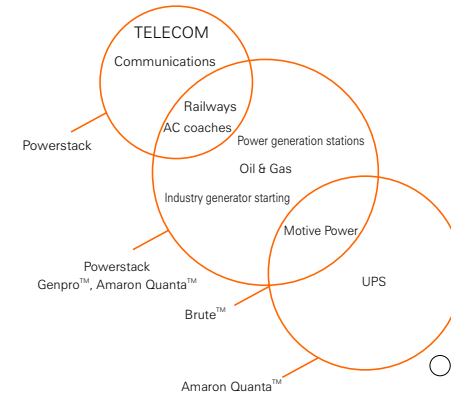 TELECOM
Communications
Railways
AC coaches
Power generation stations
Powerstack
Oil & Gas
Industry generator starting
Motive Power
Powerstack
Genpro™, Amaron Quanta™
UPS
Brute™
Amaron Quanta™